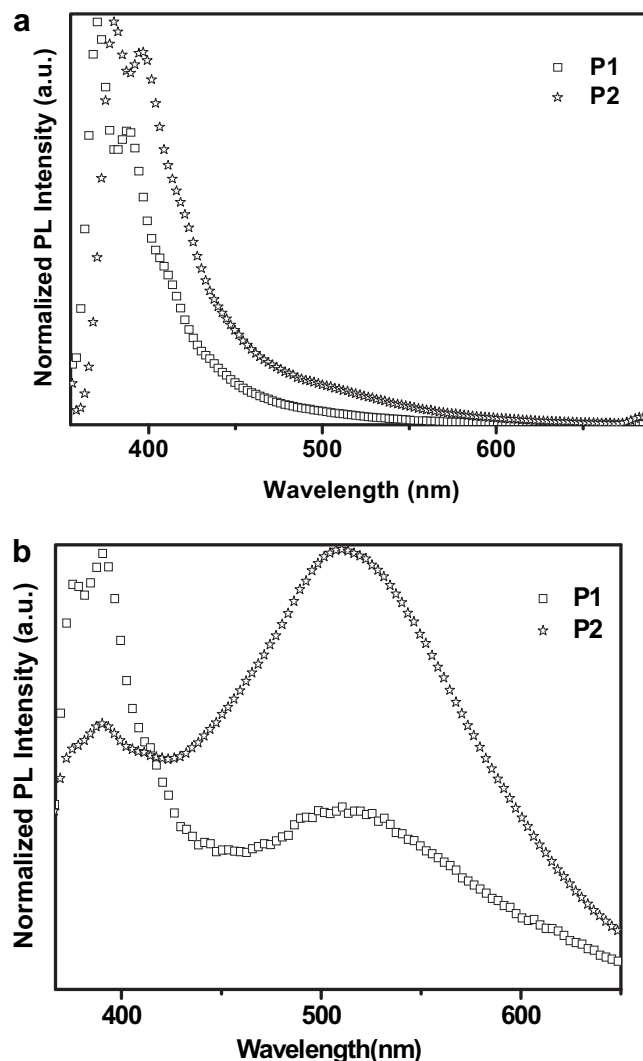 a
Normalized PL Intensity (a.u.)
P1
P2
400
500
600
Wavelength (nm)
b
Normalized PL Intensity (a.u.)
P1
P2
400
500
600
Wavelength(nm)